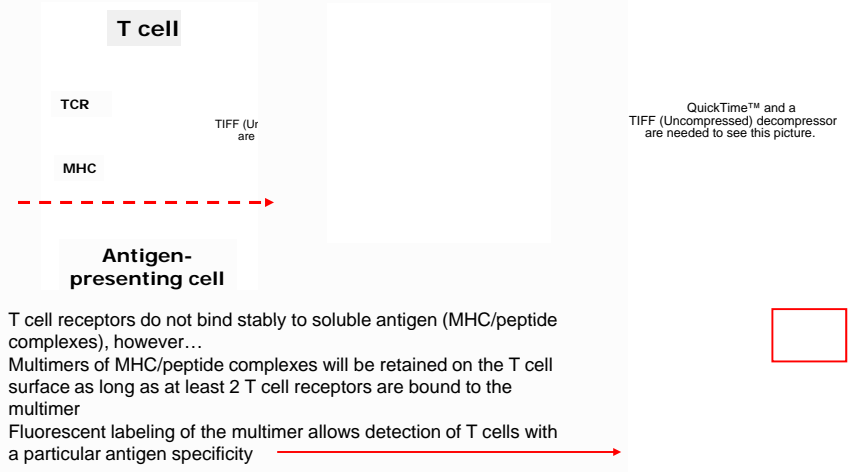 T cell
TCR
TIFF (Ur
are
MHC
Antigen-
presenting cell
QuickTime™ and a
TIFF (Uncompressed) decompressor
are needed to see this picture.
T cell receptors do not bind stably to soluble antigen (MHC/peptide
complexes), however…
Multimers of MHC/peptide complexes will be retained on the T cell
surface as long as at least 2 T cell receptors are bound to the
multimer
Fluorescent labeling of the multimer allows detection of T cells with
a particular antigen specificity